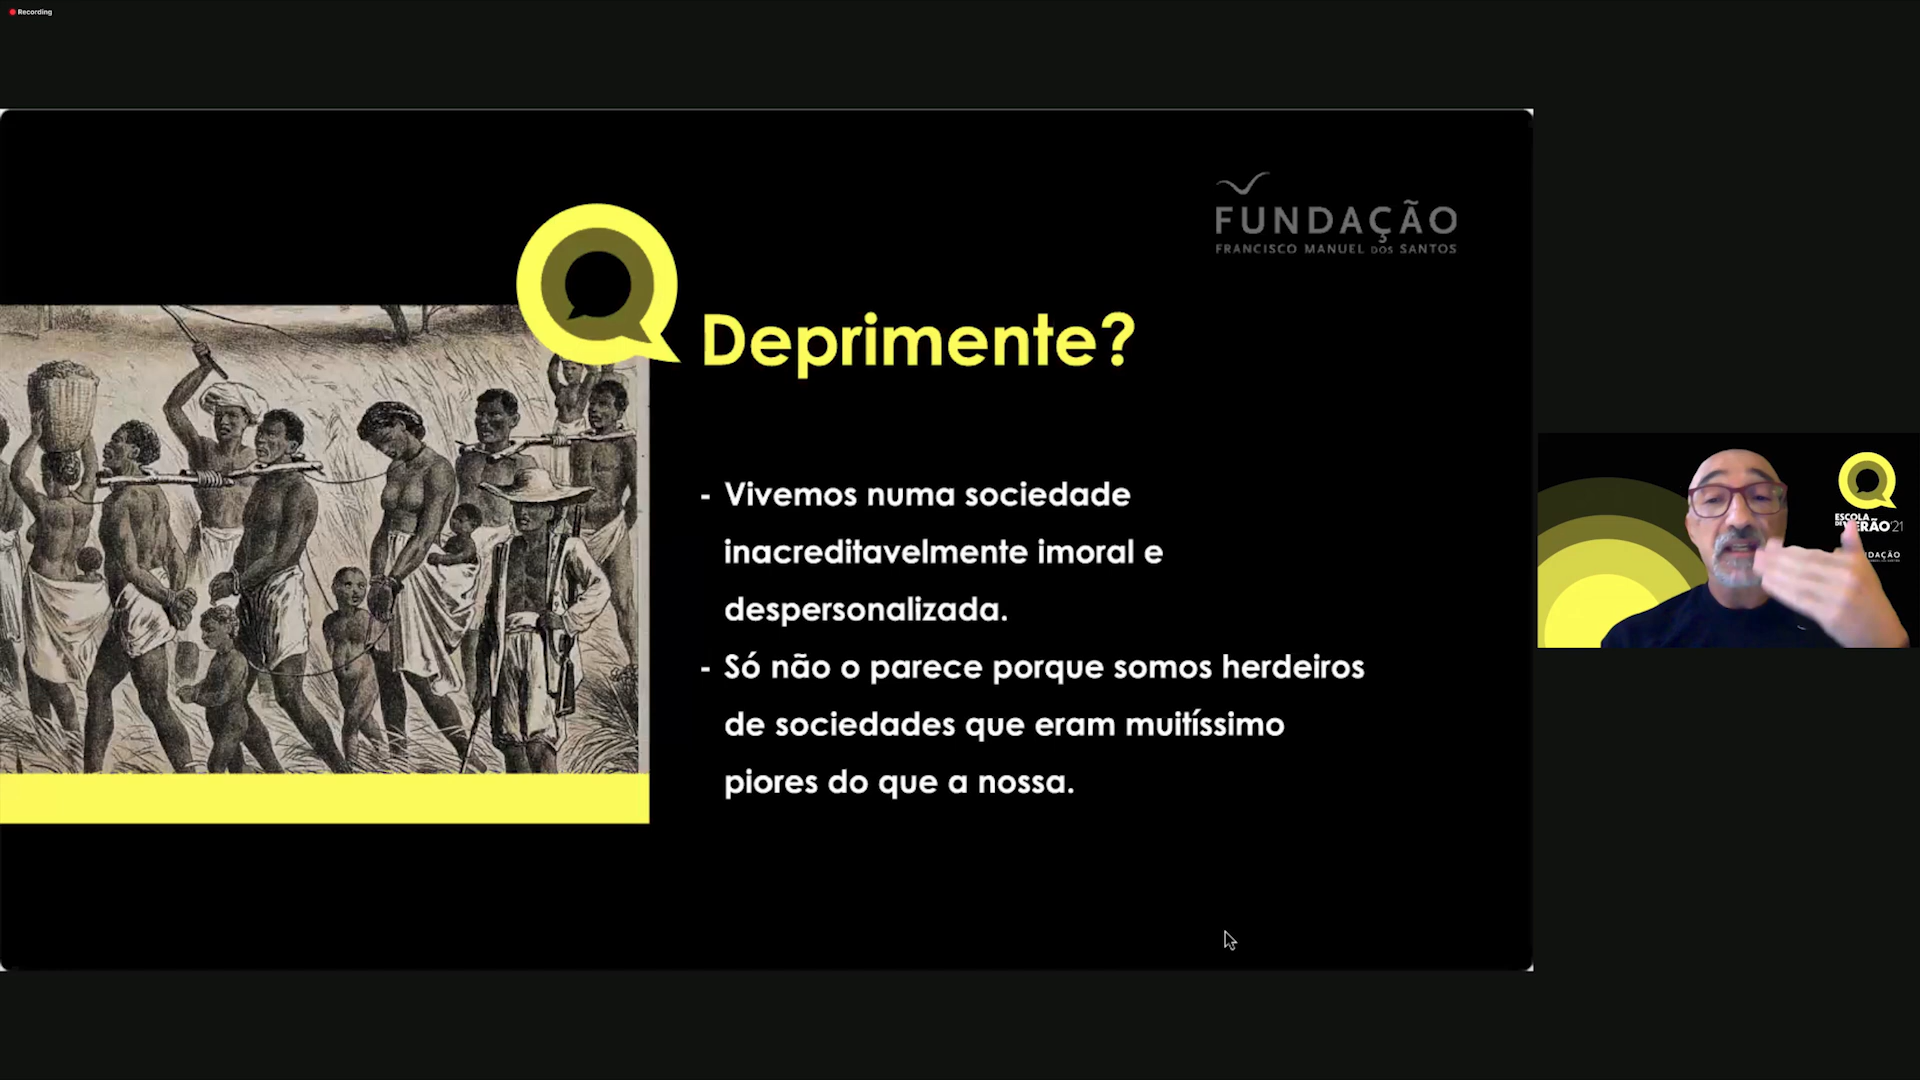 Recording
FUNDAÇÃO
FRANCISCO MANUEL DOS SANTOS
Deprimente?
- Vivemos numa sociedade
inacreditavelmente imoral e
despersonalizada.
- Só não o parece porque somos herdeiros
de sociedades que eram muitíssimo
piores do que a nossa.
ESCOLA
DE VERÃO'21